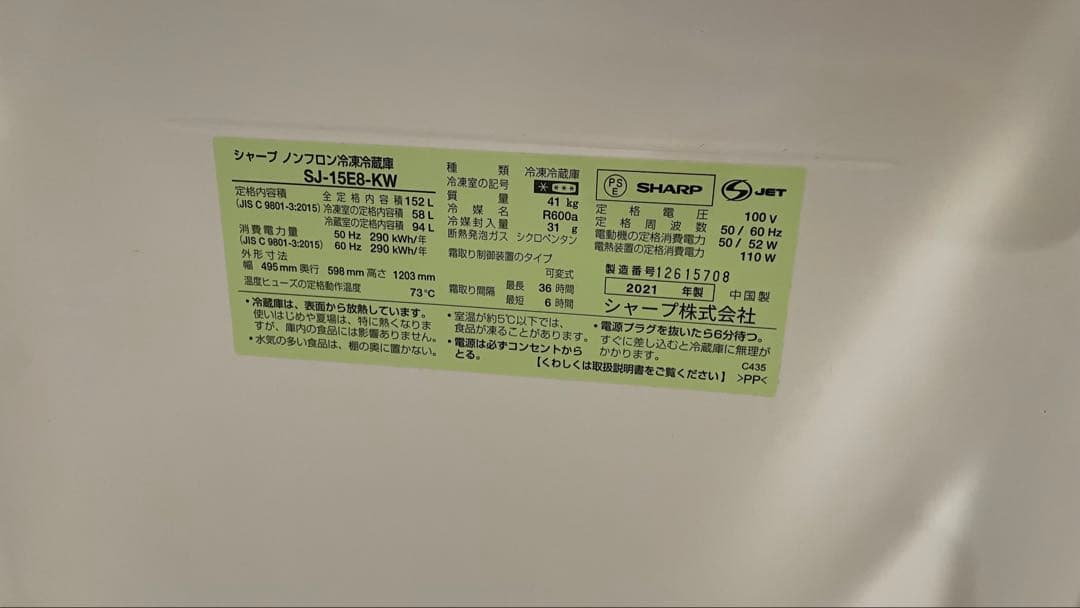 シャープ ノンフロン冷凍冷蔵庫
SJ-15E8-KW
定格内容積
(JIS C 9801-3:2015)
全定格内容積 152 L
冷凍室の定格内容積 58 L
冷蔵室の定格内容積 94 L
消費電力量
(JIS C 9801-3:2015)
50 Hz 290 kWh/年
60 Hz 290 kWh/年
外形寸法
幅 495 mm 奥行 598 mm 高さ 1203 mm
温度ヒューズの定格動作温度 73℃
種類 冷凍冷蔵庫
冷凍室の記号
質量 41 kg
冷媒名 R600a
冷媒封入量 31 g
断熱発泡ガス シクロペンタン
霜取り制御装置のタイプ
可変式
霜取り間隔 最長 36 時間
最短 6 時間
PS
E
SHARP
S JET
定格電圧 100 V
定格周波数 50 / 60 Hz
電動機の定格消費電力 50 / 52 W
電熱装置の定格消費電力 110 W
製造番号 12615708
2021 年製 中国製
シャープ株式会社
・冷蔵庫は、表面から放熱しています。
使いはじめや夏場は、特に熱くなりま
すが、庫内の食品には影響ありません。
・水気の多い食品は、棚の奥に置かない。
・室温が約5℃以下では、
食品が凍ることがあります。
・電源は必ずコンセントから
とる。
・電源プラグを抜いたら6分待つ。
すぐに差し込むと冷蔵庫に無理が
かかります。
【くわしくは取扱説明書をご覧ください】
C435
>PP<